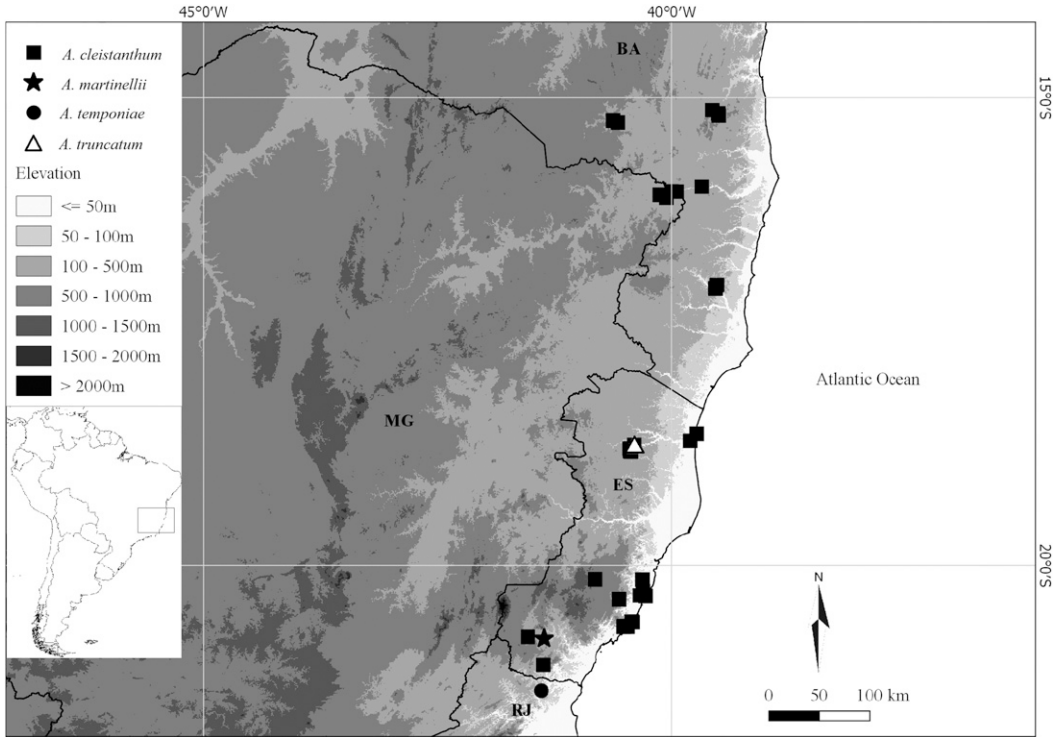 45°0'W
40°0'W
A. cleistanthum
A. martinellii
A. temponiae
A. truncatum
Elevation
<= 50m
50 - 100m
100 - 500m
500 - 1000m
1000 - 1500m
1500 - 2000m
> 2000m
BA
15°0'S
MG
Atlantic Ocean
ES
20°0'S
N
RJ
0 50 100 km